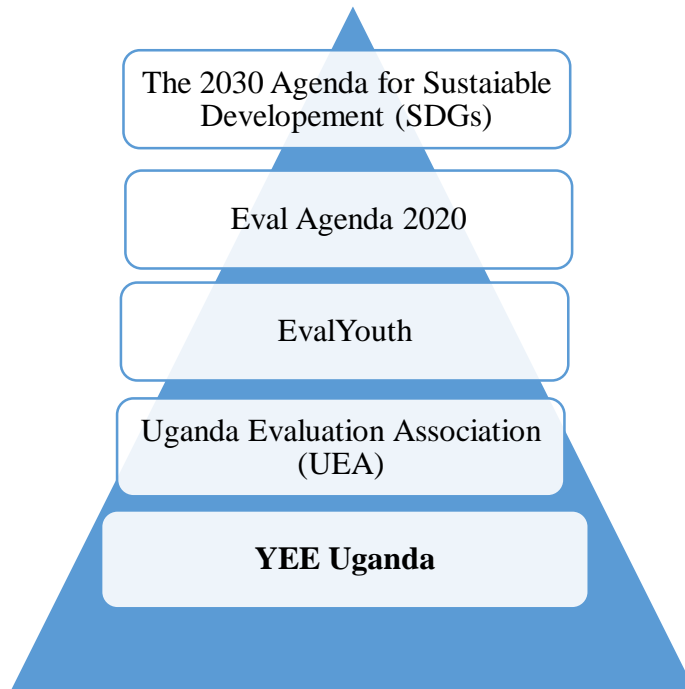 The 2030 Agenda for Sustaiable
Developement (SDGs)
Eval Agenda 2020
EvalYouth
Uganda Evaluation Association
(UEA)
YEE Uganda